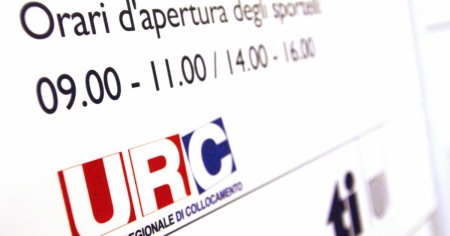 Orari d'apertura degli sportelli
09.00 - 11.00 / 14.00 - 16.00
URC
REGIONALE DI COLLOCAMENTO
ti